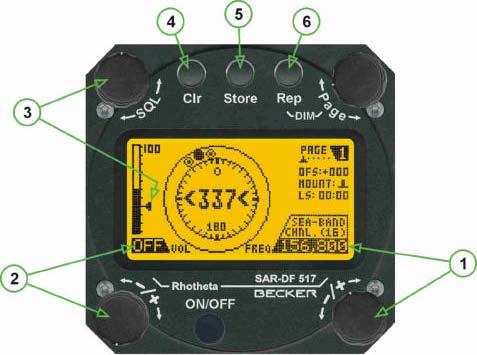 4
5
6
Clr
Store
Rep
SQL
DIM
Page
3
100
PAGE 1
0
OFS:+000
MOUNT:
LS: 00:00
<337<
180
SEA-BAND
CHNL. (16)
OFF VOL
FREQ 156,800
2
1
Rhotheta
SAR-DF 517
BECKER
ON/OFF